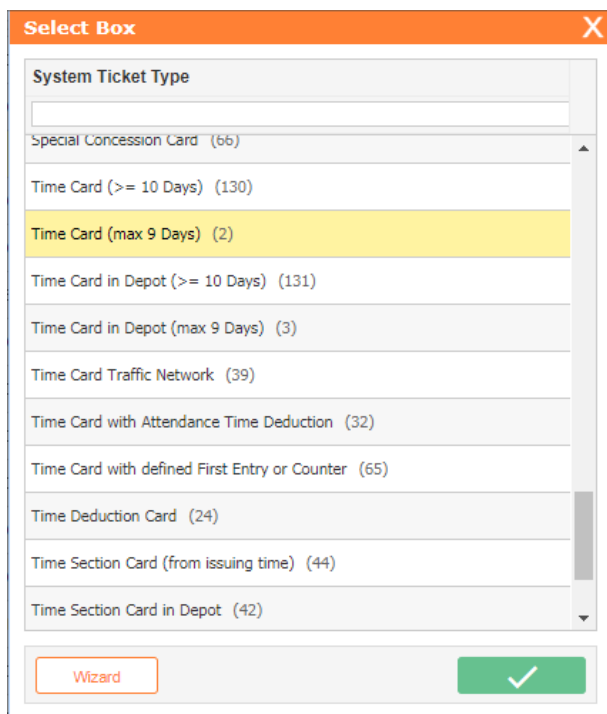 Select Box
X
System Ticket Type
Special Concession Card (66)
Time Card (>= 10 Days) (130)
Time Card (max 9 Days) (2)
Time Card in Depot (>= 10 Days) (131)
Time Card in Depot (max 9 Days) (3)
Time Card Traffic Network (39)
Time Card with Attendance Time Deduction (32)
Time Card with defined First Entry or Counter (65)
Time Deduction Card (24)
Time Section Card (from issuing time) (44)
Time Section Card in Depot (42)
Wizard